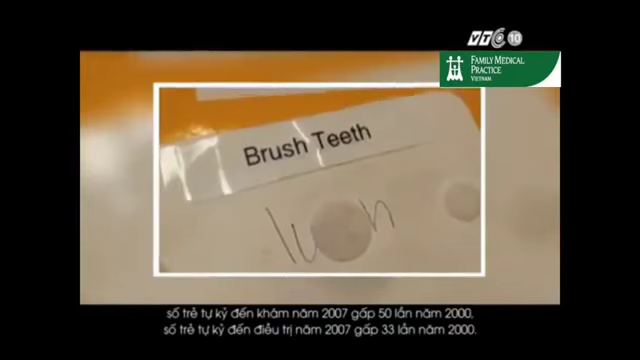 VTC 10
FAMILY MEDICAL
PRACTICE
VIETNAM
Brush Teeth
số trẻ tự kỷ đến khám năm 2007 gấp 50 lần năm 2000,
số trẻ tự kỷ đến điều trị năm 2007 gấp 33 lần năm 2000.